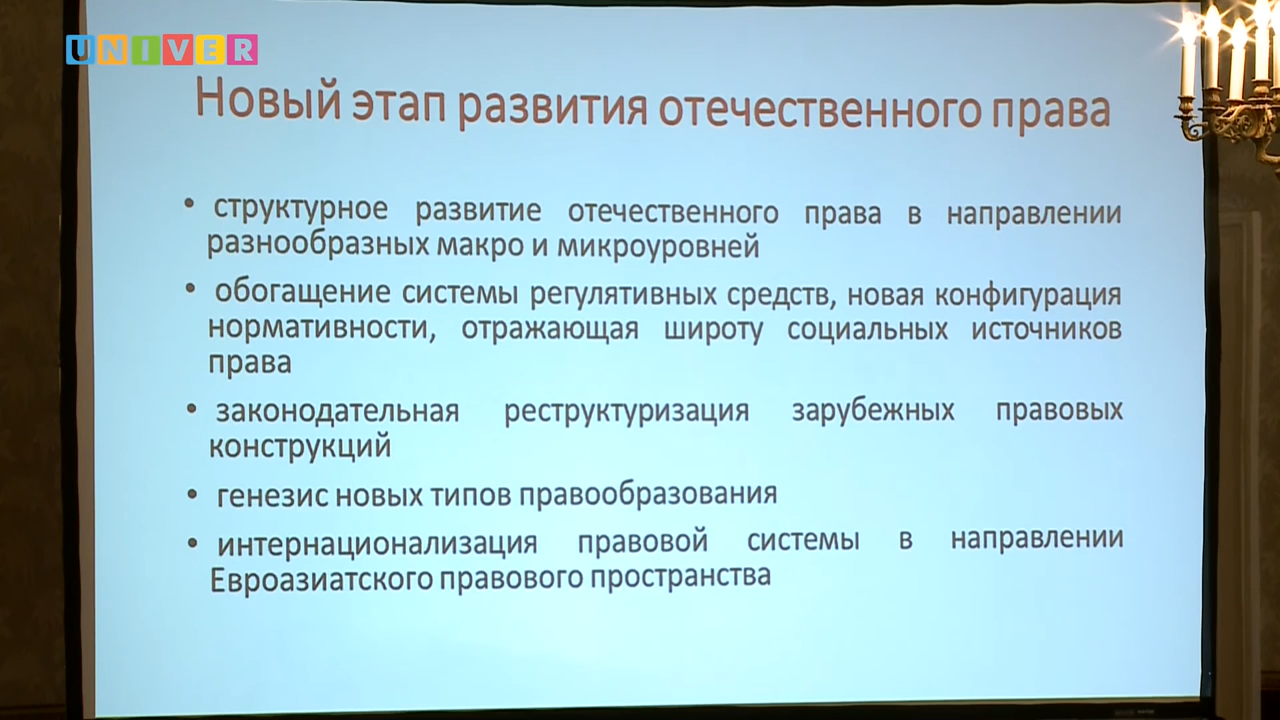 UNIVER
Новый этап развития отечественного права
• структурное развитие отечественного права в направлении
разнообразных макро и микроуровней
• обогащение системы регулятивных средств, новая конфигурация
нормативности, отражающая широту социальных источников
права
• законодательная реструктуризация зарубежных правовых
конструкций
• генезис новых типов правообразования
• интернационализация правовой системы в направлении
Евроазиатского правового пространства